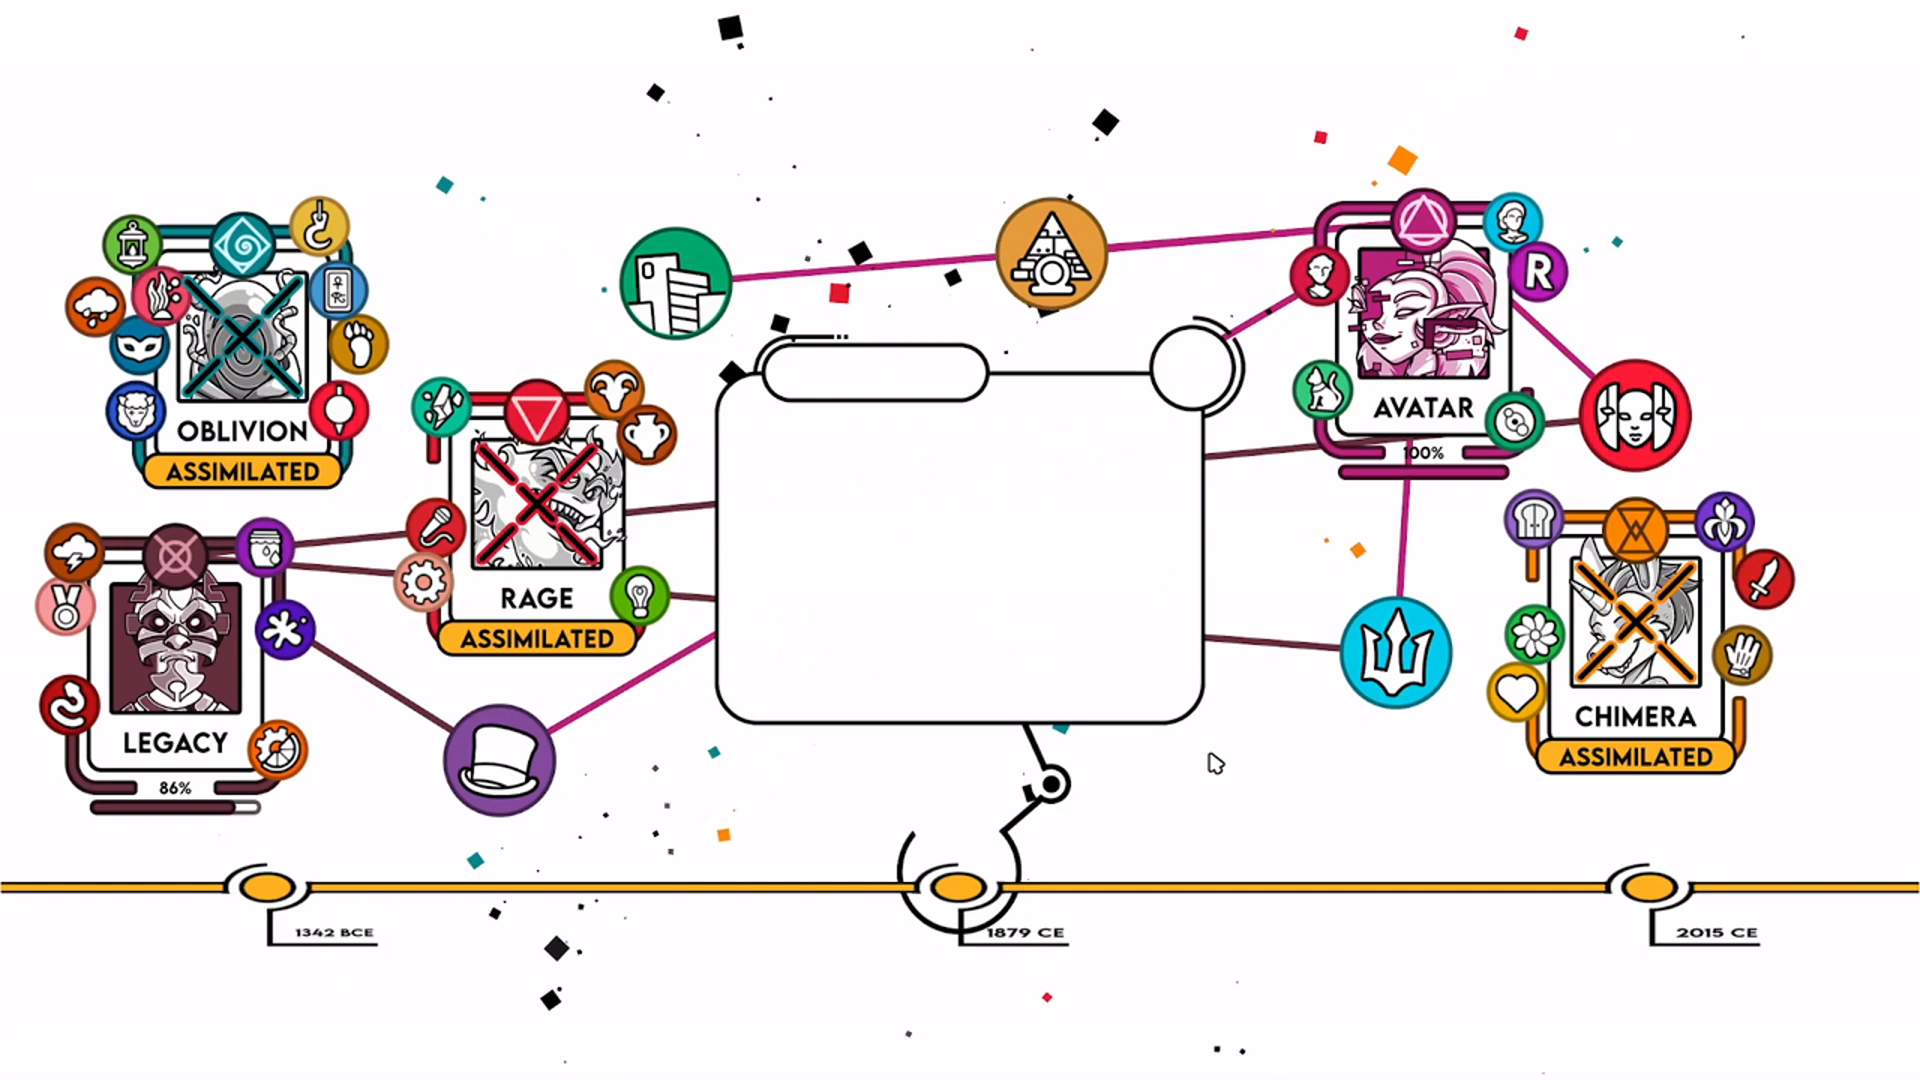 OBLIVION
ASSIMILATED
RAGE
ASSIMILATED
LEGACY
86%
R
AVATAR
100%
CHIMERA
ASSIMILATED
1342 BCE
1879 CE
2015 CE